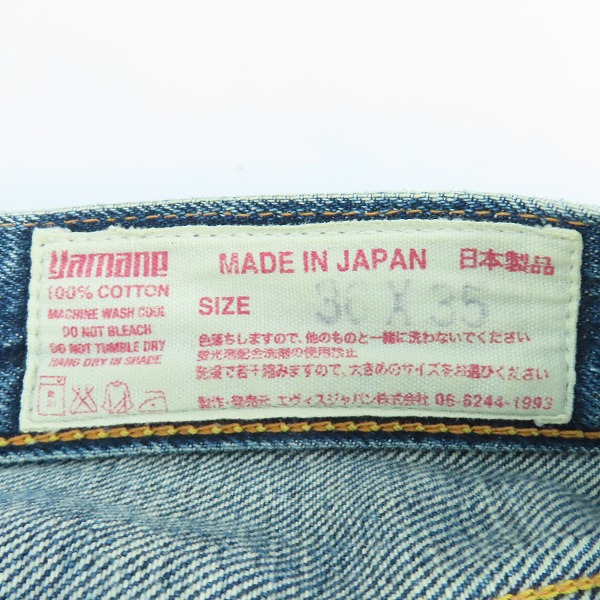 yamane
100% COTTON
MACHINE WASH COOL
DO NOT BLEACH
DO NOT TUMBLE DRY
HANG DRY IN SHADE
MADE IN JAPAN 日本製品
SIZE 36 X 35
色落ちしますので、他のものと一緒に洗わないでください
蛍光剤配合洗剤の使用禁止
洗濯で若干縮みますので、大きめのサイズをお選びください
製作・発売元 エヴィスジャパン株式会社 06-6244-1993